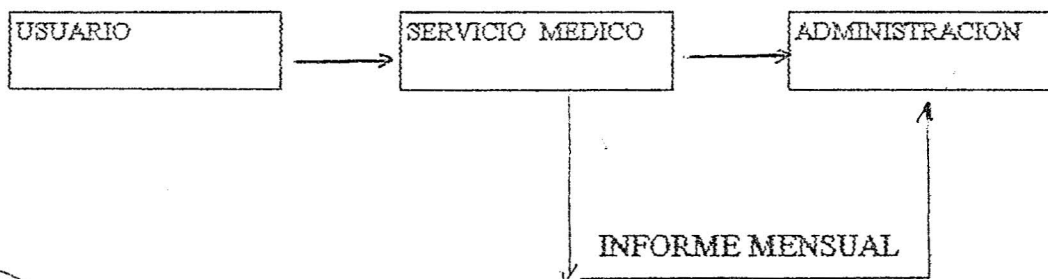 USUARIO
SERVICIO MEDICO
ADMINISTRACION
INFORME MENSUAL